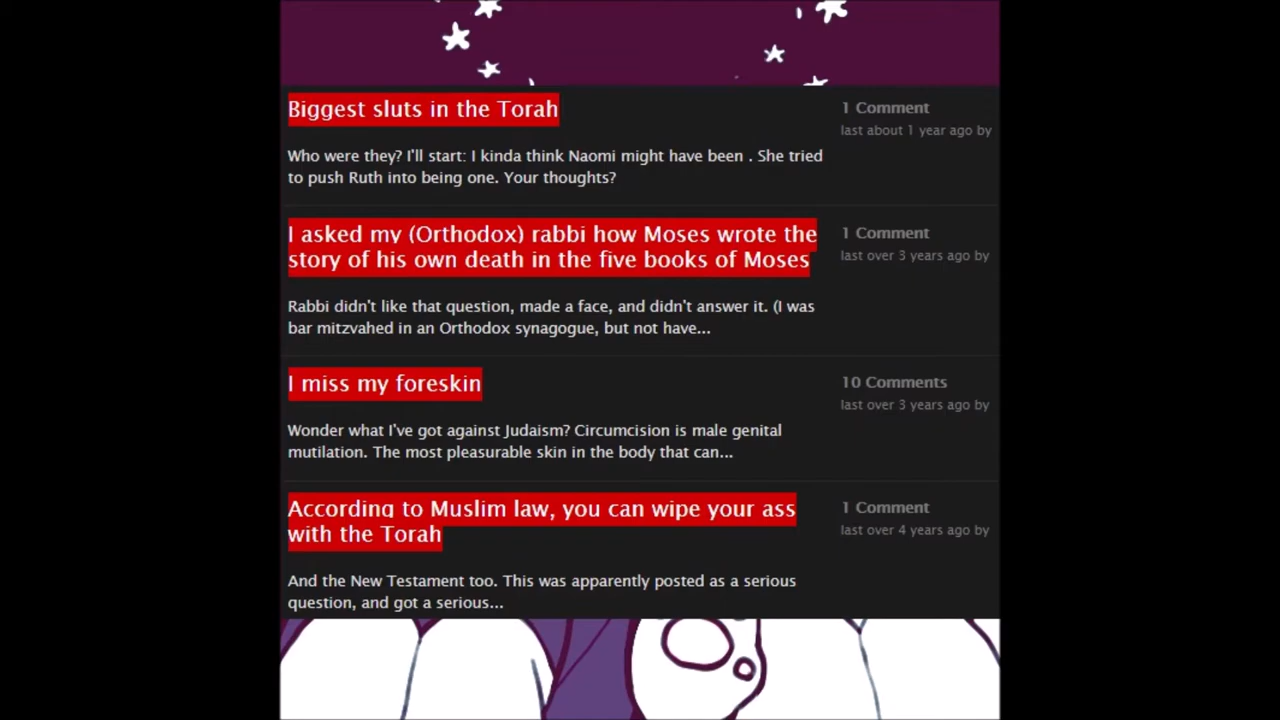 Biggest sluts in the Torah
1 Comment
last about 1 year ago by
Who were they? I'll start: I kinda think Naomi might have been . She tried
to push Ruth into being one. Your thoughts?
I asked my (Orthodox) rabbi how Moses wrote the
story of his own death in the five books of Moses
1 Comment
last over 3 years ago by
Rabbi didn't like that question, made a face, and didn't answer it. (I was
bar mitzvahed in an Orthodox synagogue, but not have...
I miss my foreskin
10 Comments
last over 3 years ago by
Wonder what I've got against Judaism? Circumcision is male genital
mutilation. The most pleasurable skin in the body that can...
According to Muslim law, you can wipe your ass
with the Torah
1 Comment
last over 4 years ago by
And the New Testament too. This was apparently posted as a serious
question, and got a serious...